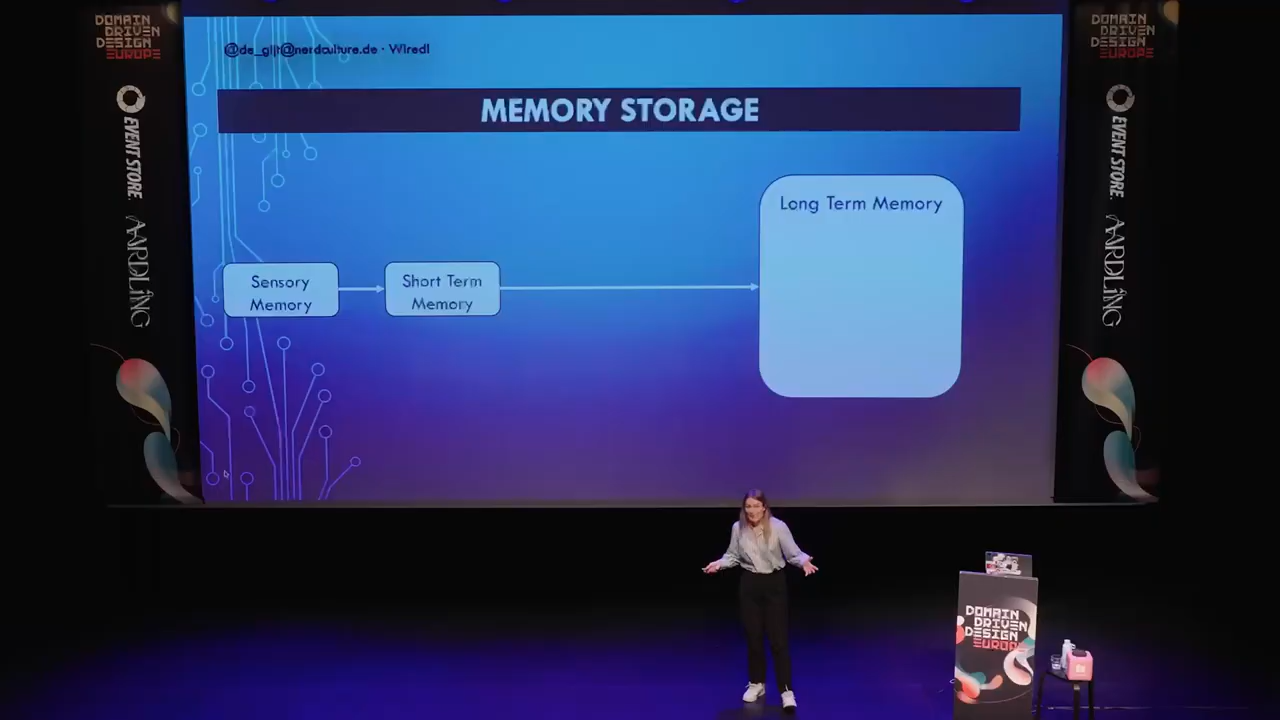 DOMAIN
DRIVEN
DESIGN
EUROPE
EVENT STORE.
AARDLING
@de_gijt@nerdculture.de · Wired!
MEMORY STORAGE
Sensory
Memory
Short Term
Memory
Long Term Memory
DOMAIN
DRIVEN
DESIGN
EUROPE
EVENT STORE.
AARDLING
DOMAIN
DRIVEN
DESIGN
EUROPE